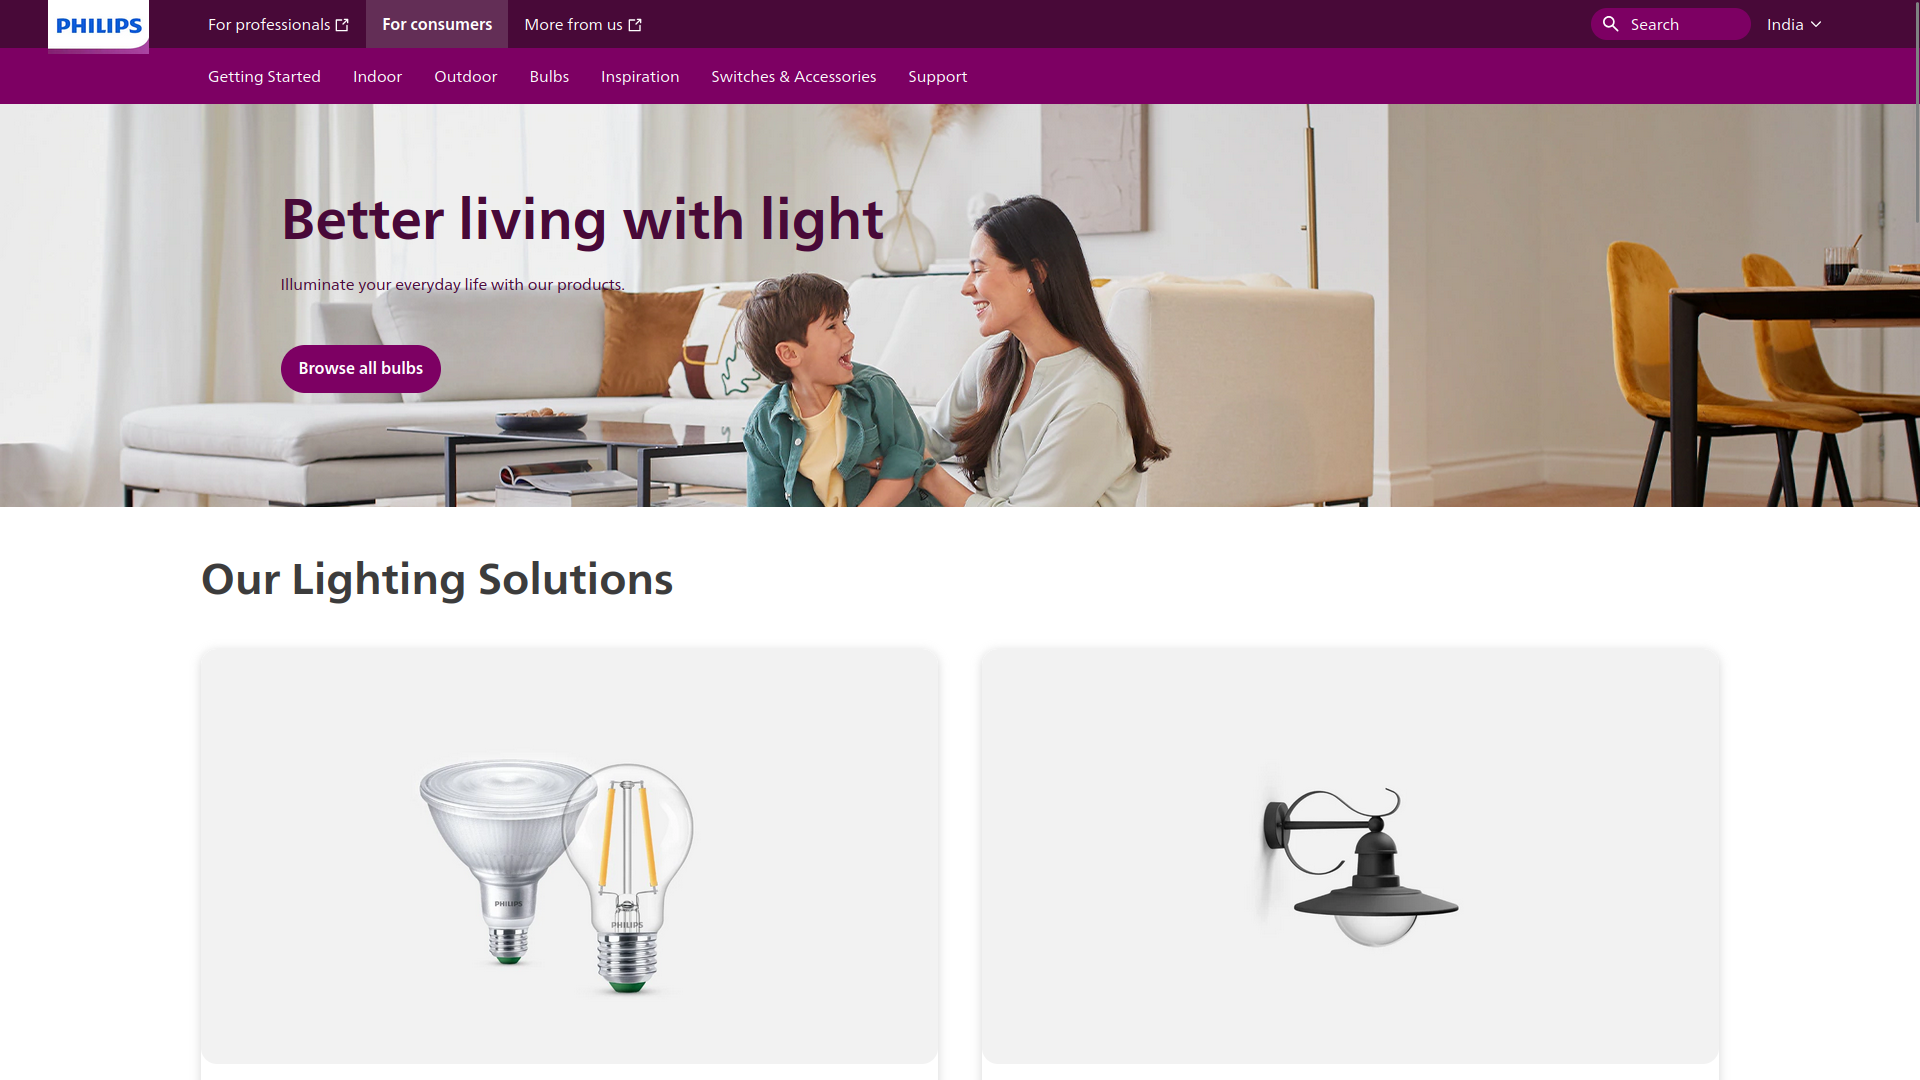 PHILIPS
For professionals
For consumers
More from us
Search
India
Getting Started
Indoor
Outdoor
Bulbs
Inspiration
Switches & Accessories
Support
Better living with light
Illuminate your everyday life with our products.
Browse all bulbs
Our Lighting Solutions
PHILIPS
PHILIPS